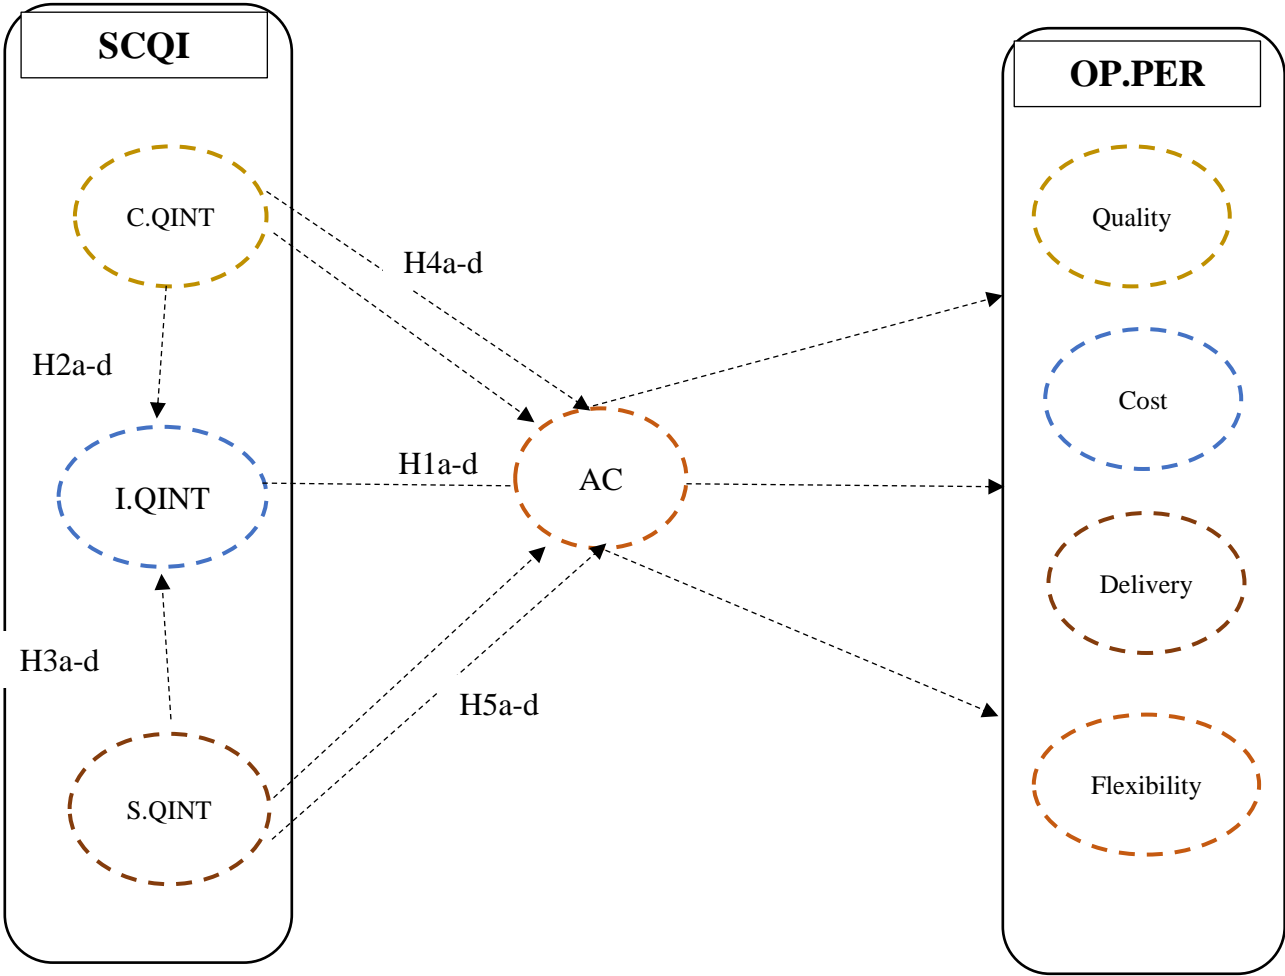 SCQI
C.QINT
H2a-d
I.QINT
H3a-d
S.QINT
H4a-d
H1a-d
AC
H5a-d
OP.PER
Quality
Cost
Delivery
Flexibility